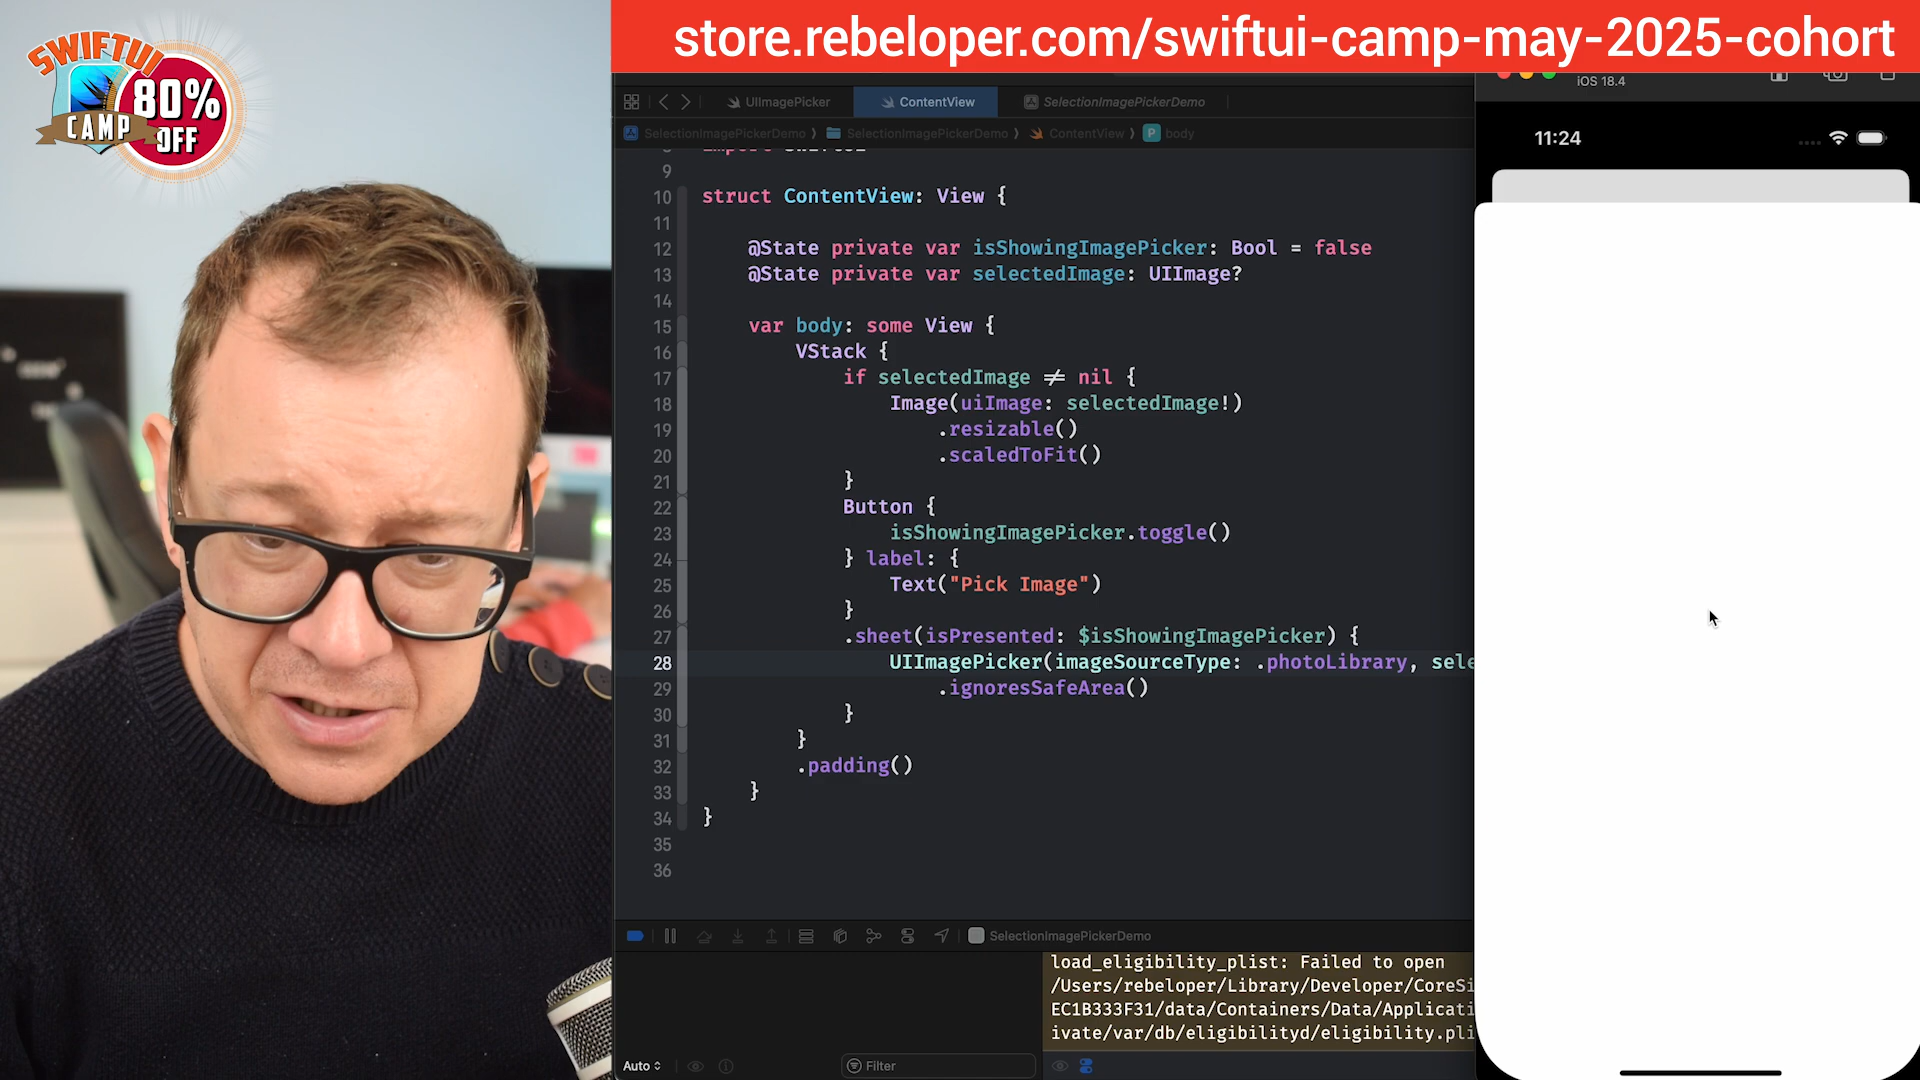 store.rebeloper.com/swiftui-camp-may-2025-cohort
SWIFTUI
CAMP
80%
OFF
iOS 18.4
UIImagePicker
ContentView
SelectionImagePickerDemo
SelectionImagePickerDemo ⟩ SelectionImagePickerDemo ⟩ ContentView ⟩ P body
11:24
9
10 struct ContentView: View {
11
12 @State private var isShowingImagePicker: Bool = false
13 @State private var selectedImage: UIImage?
14
15 var body: some View {
16 VStack {
17 if selectedImage ≠ nil {
18 Image(uiImage: selectedImage!)
19 .resizable()
20 .scaledToFit()
21 }
22 Button {
23 isShowingImagePicker.toggle()
24 } label: {
25 Text("Pick Image")
26 }
27 .sheet(isPresented: $isShowingImagePicker) {
28 UIImagePicker(imageSourceType: .photoLibrary, sele
29 .ignoresSafeArea()
30 }
31 }
32 .padding()
33 }
34 }
35
36
SelectionImagePickerDemo
load_eligibility_plist: Failed to open
/Users/rebeloper/Library/Developer/CoreSi
EC1B333F31/data/Containers/Data/Applicati
ivate/var/db/eligibilityd/eligibility.pli
Auto
Filter